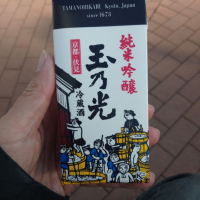 TAMANOHIKARI Kyoto, Japan
since 1673
純米吟醸
京都・伏見
玉乃光
冷蔵酒